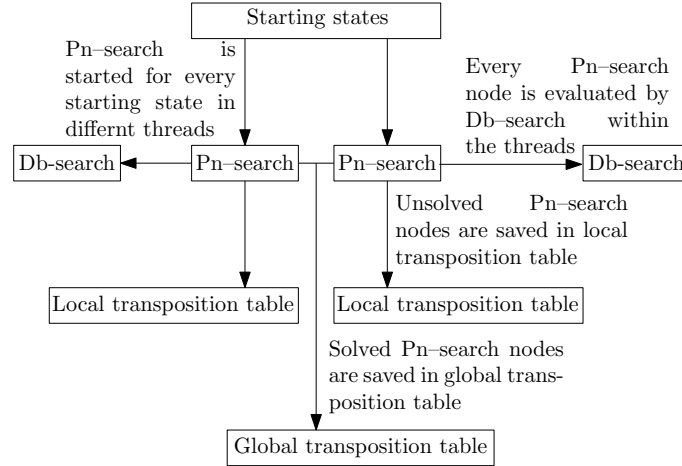 Starting states
Pn–search is
started for every
starting state in
differnt threads
Every Pn–search
node is evaluated by
Db–search within
the threads
Db-search
Pn–search
Pn–search
Db-search
Unsolved Pn–search
nodes are saved in local
transposition table
Local transposition table
Local transposition table
Solved Pn–search nodes
are saved in global trans-
position table
Global transposition table